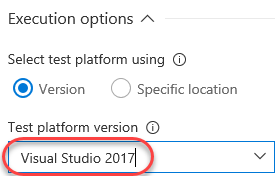 Execution options
Select test platform using
Version
Specific location
Test platform version
Visual Studio 2017